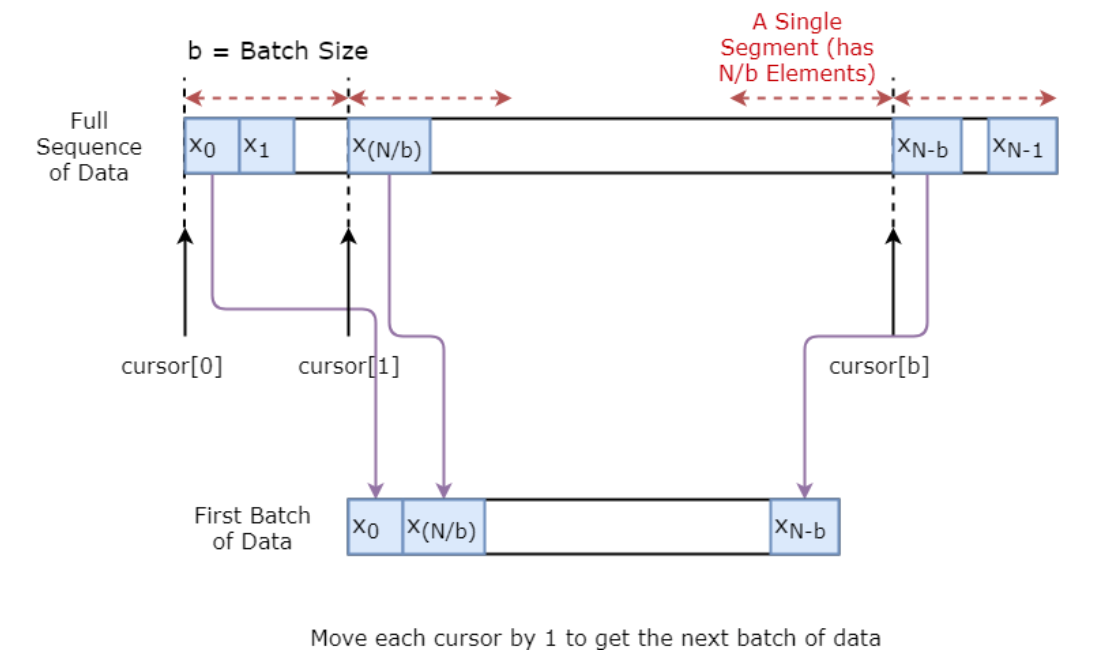 A Single
Segment (has
N/b Elements)
b = Batch Size
Full
Sequence
of Data
x0 x1 x(N/b) xN-b xN-1
cursor[0] cursor[1] cursor[b]
First Batch
of Data
x0 x(N/b) xN-b
Move each cursor by 1 to get the next batch of data